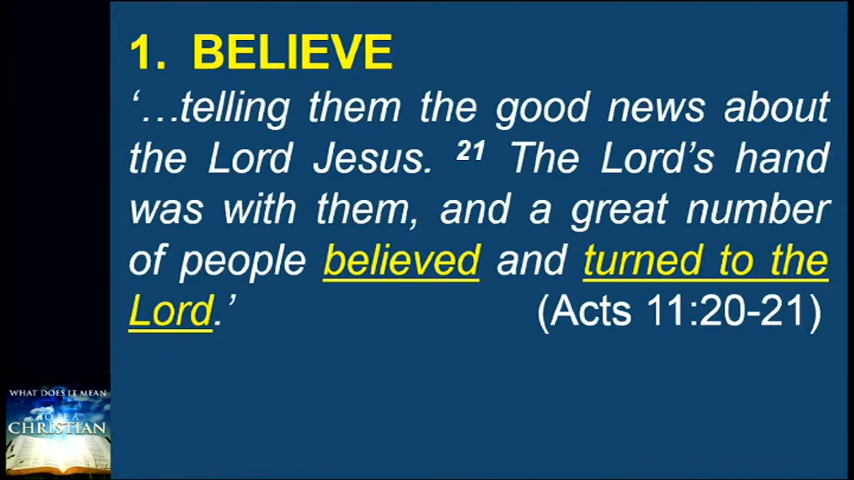 1. BELIEVE
‘…telling them the good news about
the Lord Jesus. 21 The Lord’s hand
was with them, and a great number
of people believed and turned to the
Lord.’ (Acts 11:20-21)
WHAT DOES IT MEAN
TO BE A
CHRISTIAN